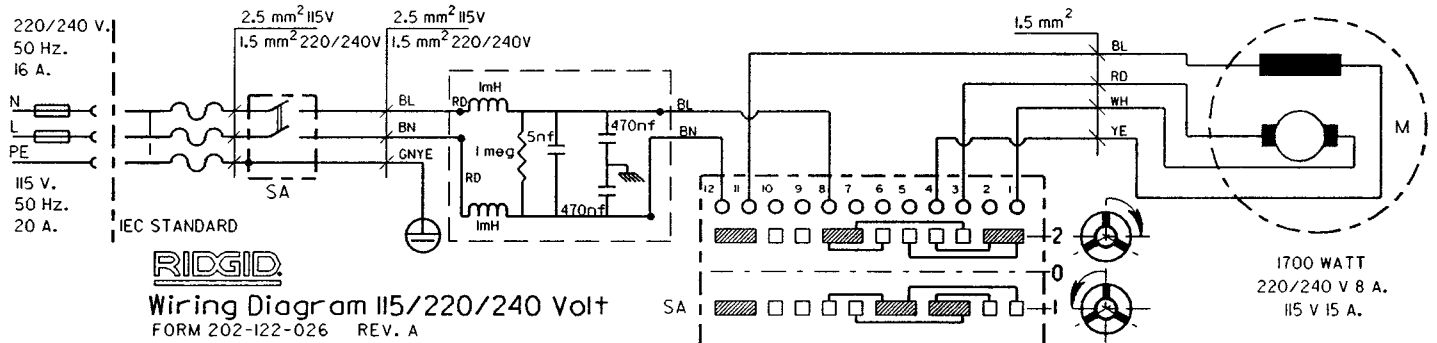 220/240 V.
50 Hz.
16 A.
N
L
PE
115 V.
50 Hz.
20 A.
IEC STANDARD
2.5 mm² 115V
1.5 mm² 220/240V
SA
2.5 mm² 115V
1.5 mm² 220/240V
BL
BN
GNYE
RD
1mH
1 meg
5nf
470nf
RD
470nf
1mH
BL
BN
1.5 mm²
BL
RD
WH
YE
M
12 11 10 9 8 7 6 5 4 3 2 1
2
0
SA
1
1700 WATT
220/240 V 8 A.
115 V 15 A.
RIDGID
Wiring Diagram 115/220/240 Volt
FORM 202-122-026 REV. A